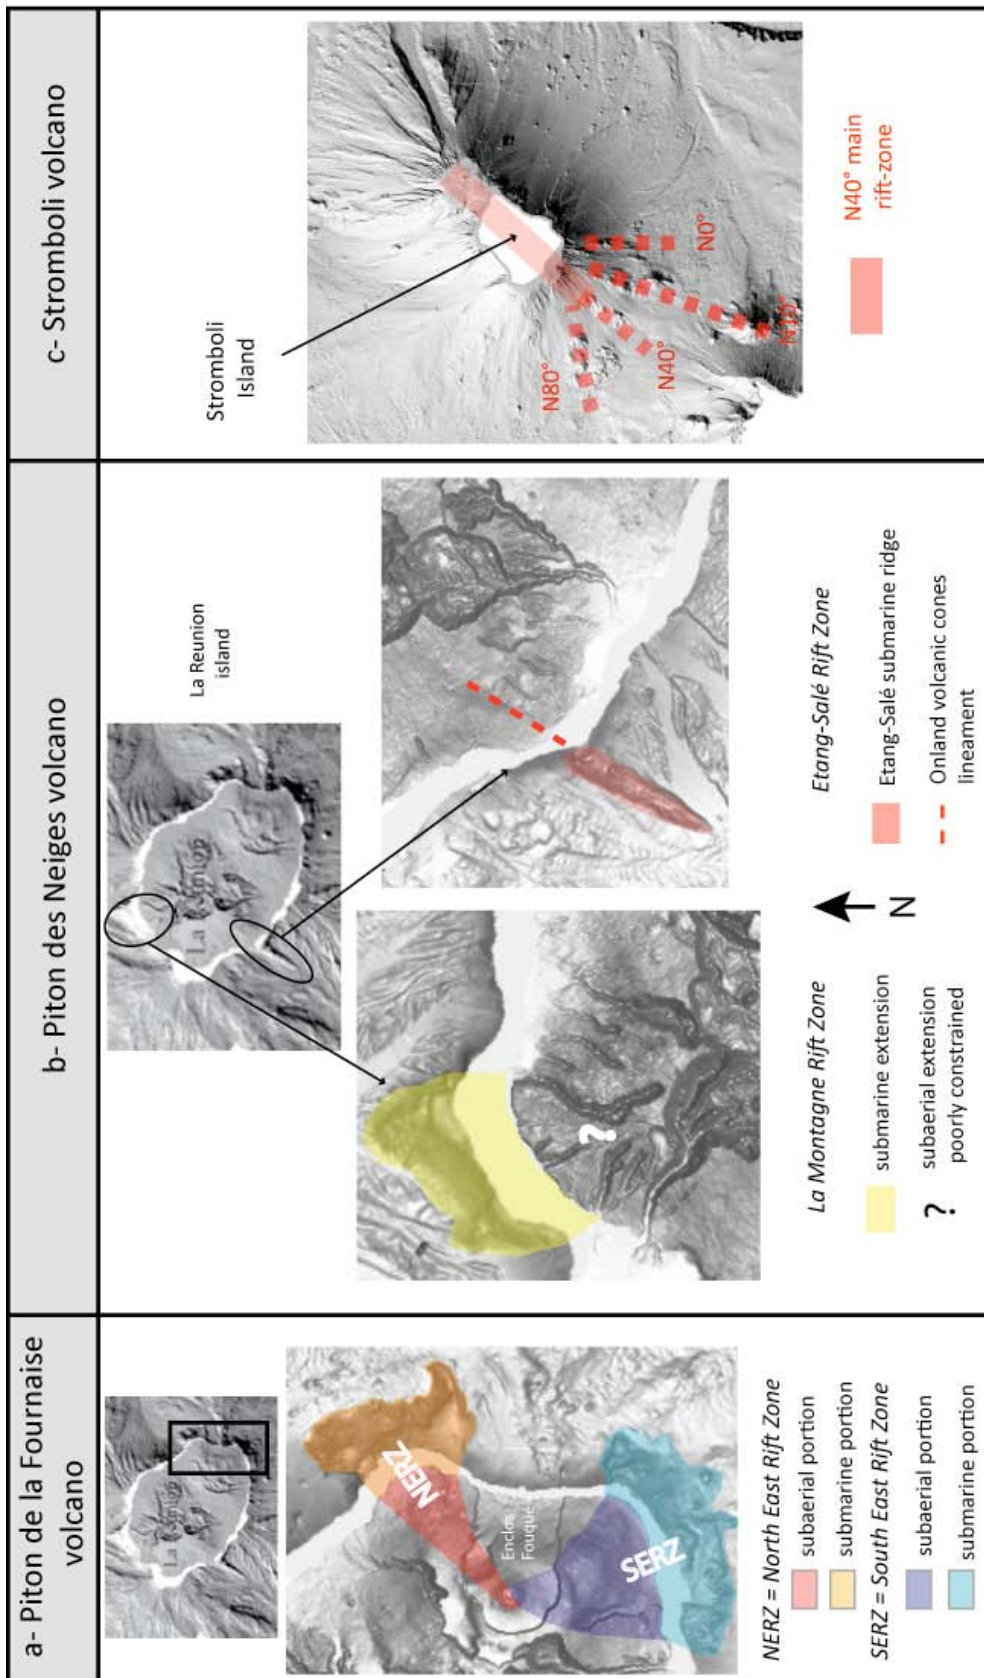 a- Piton de la Fournaise
volcano
La Réunion
NERZ
Enclos
Fouqué
SERZ
NERZ = North East Rift Zone
subaerial portion
submarine portion
SERZ = South East Rift Zone
subaerial portion
submarine portion
b- Piton des Neiges volcano
La Réunion
La Reunion
island
?
La Montagne Rift Zone
submarine extension
? subaerial extension
poorly constrained
N
Etang-Salé Rift Zone
Etang-Salé submarine ridge
Onland volcanic cones
lineament
c- Stromboli volcano
Stromboli
Island
N80°
N40°
N10°
N0°
N40° main
rift-zone